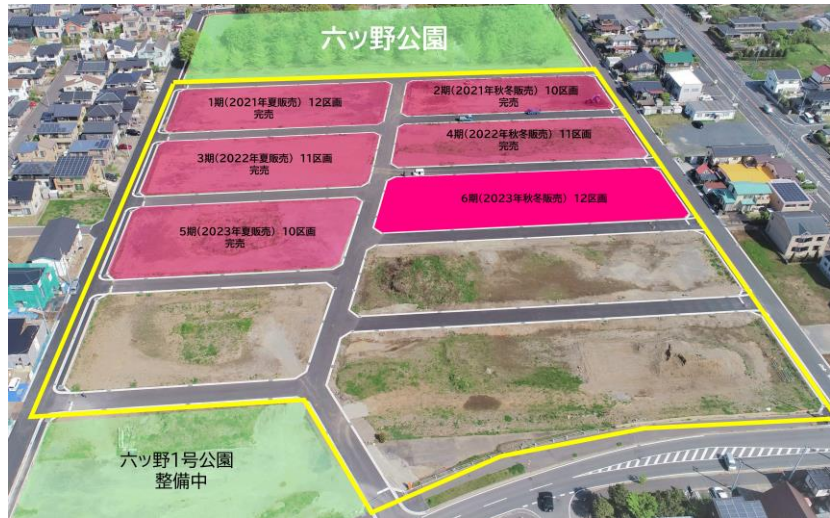 六ッ野公園
1期(2021年夏販売) 12区画
完売
2期(2021年秋冬販売) 10区画
完売
3期(2022年夏販売) 11区画
完売
4期(2022年秋冬販売) 11区画
完売
5期(2023年夏販売) 10区画
完売
6期(2023年秋冬販売) 12区画
六ッ野1号公園
整備中